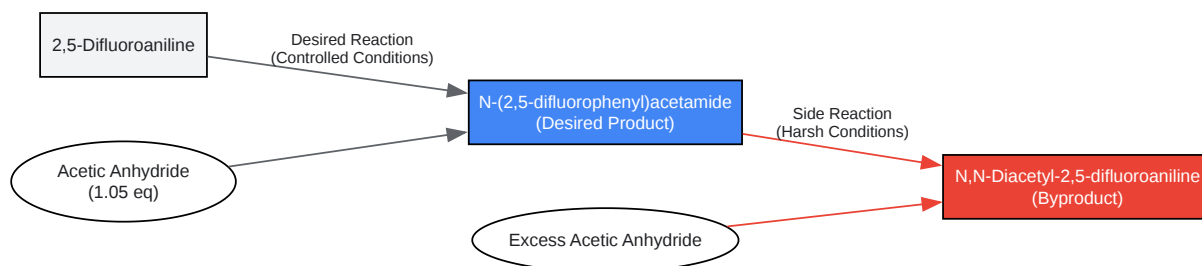 2,5-Difluoroaniline
Desired Reaction
(Controlled Conditions)
Acetic Anhydride
(1.05 eq)
N-(2,5-difluorophenyl)acetamide
(Desired Product)
Side Reaction
(Harsh Conditions)
Excess Acetic Anhydride
N,N-Diacetyl-2,5-difluoroaniline
(Byproduct)